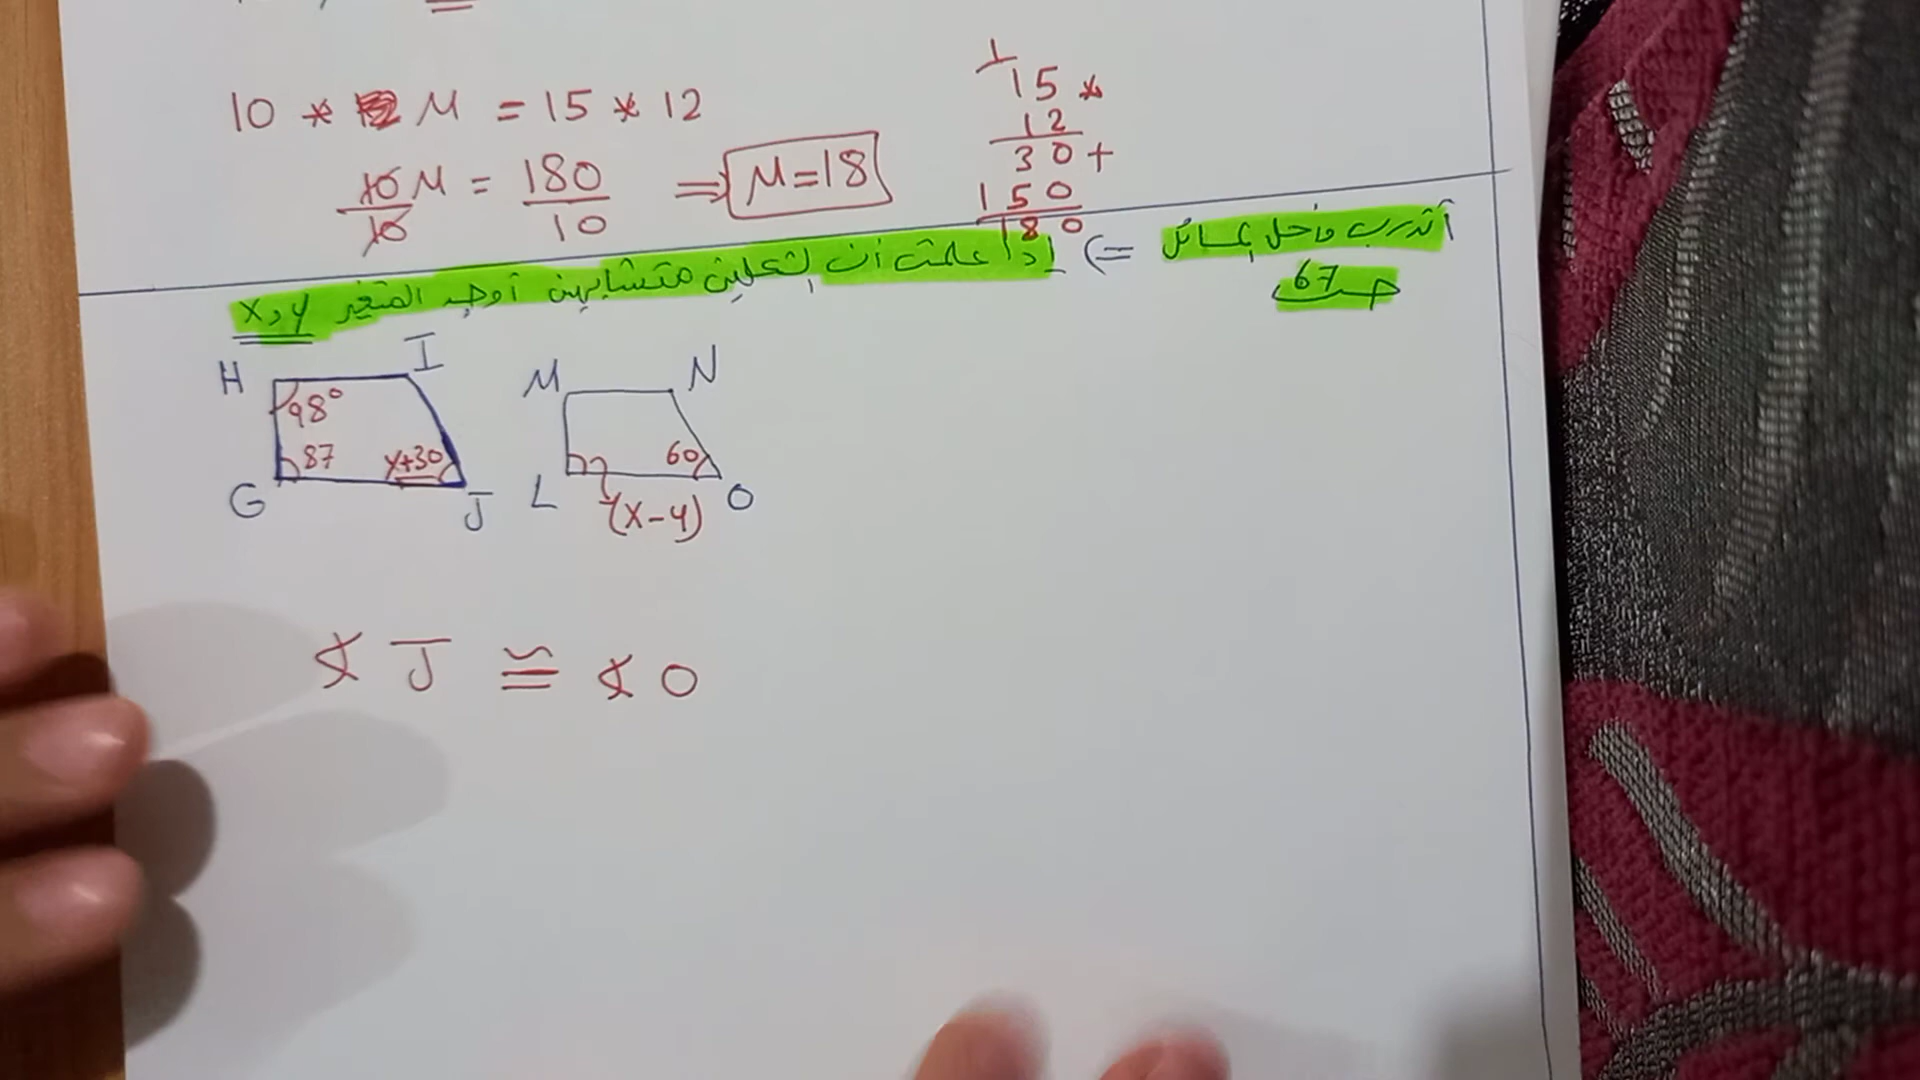 10 * M = 15 * 12
10M / 10 = 180 / 10 ⇒ M=18
1
15 *
12
30 +
150
180
أتدرب وأحل المسائل
ص 67
إذا علمت أن الشكلين متشابهين أوجد المتغير x, y
H I
98°
87 y+30
G J
M N
60
L O
(x-y)
∢ J ≅ ∢ O